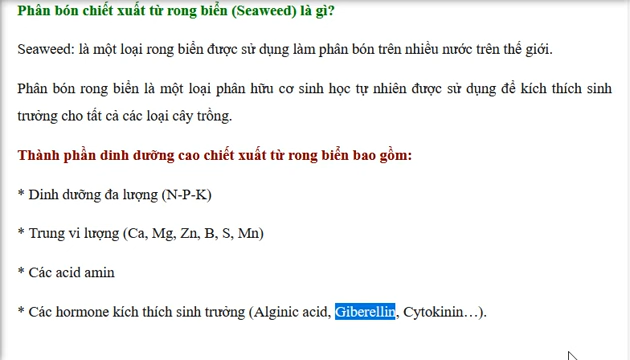 Phân bón chiết xuất từ rong biển (Seaweed) là gì?
Seaweed: là một loại rong biển được sử dụng làm phân bón trên nhiều nước trên thế giới.
Phân bón rong biển là một loại phân hữu cơ sinh học tự nhiên được sử dụng để kích thích sinh
trưởng cho tất cả các loại cây trồng.
Thành phần dinh dưỡng cao chiết xuất từ rong biển bao gồm:
* Dinh dưỡng đa lượng (N-P-K)
* Trung vi lượng (Ca, Mg, Zn, B, S, Mn)
* Các acid amin
* Các hormone kích thích sinh trưởng (Alginic acid, Giberellin, Cytokinin…).